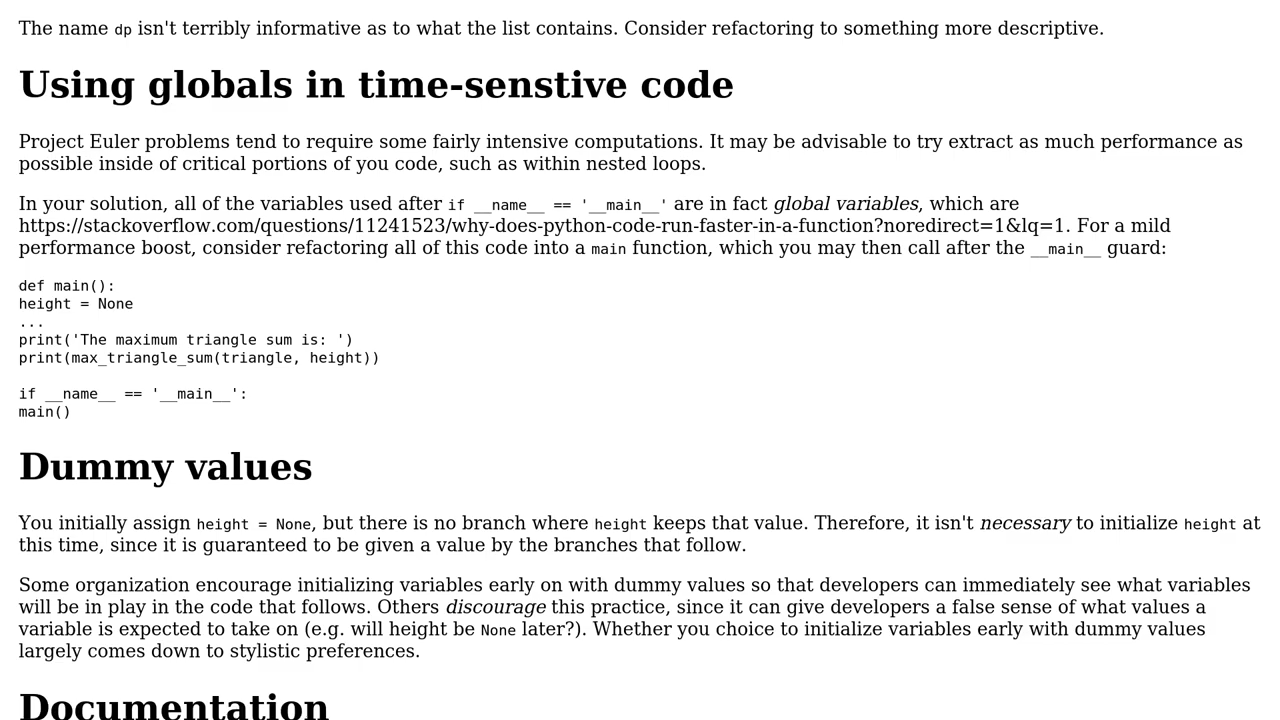 The name dp isn't terribly informative as to what the list contains. Consider refactoring to something more descriptive.
Using globals in time-senstive code
Project Euler problems tend to require some fairly intensive computations. It may be advisable to try extract as much performance as
possible inside of critical portions of you code, such as within nested loops.
In your solution, all of the variables used after if __name__ == '__main__' are in fact global variables, which are
https://stackoverflow.com/questions/11241523/why-does-python-code-run-faster-in-a-function?noredirect=1&lq=1. For a mild
performance boost, consider refactoring all of this code into a main function, which you may then call after the __main__ guard:
def main():
height = None
...
print('The maximum triangle sum is: ')
print(max_triangle_sum(triangle, height))
if __name__ == '__main__':
main()
Dummy values
You initially assign height = None, but there is no branch where height keeps that value. Therefore, it isn't necessary to initialize height at
this time, since it is guaranteed to be given a value by the branches that follow.
Some organization encourage initializing variables early on with dummy values so that developers can immediately see what variables
will be in play in the code that follows. Others discourage this practice, since it can give developers a false sense of what values a
variable is expected to take on (e.g. will height be None later?). Whether you choice to initialize variables early with dummy values
largely comes down to stylistic preferences.
Documentation